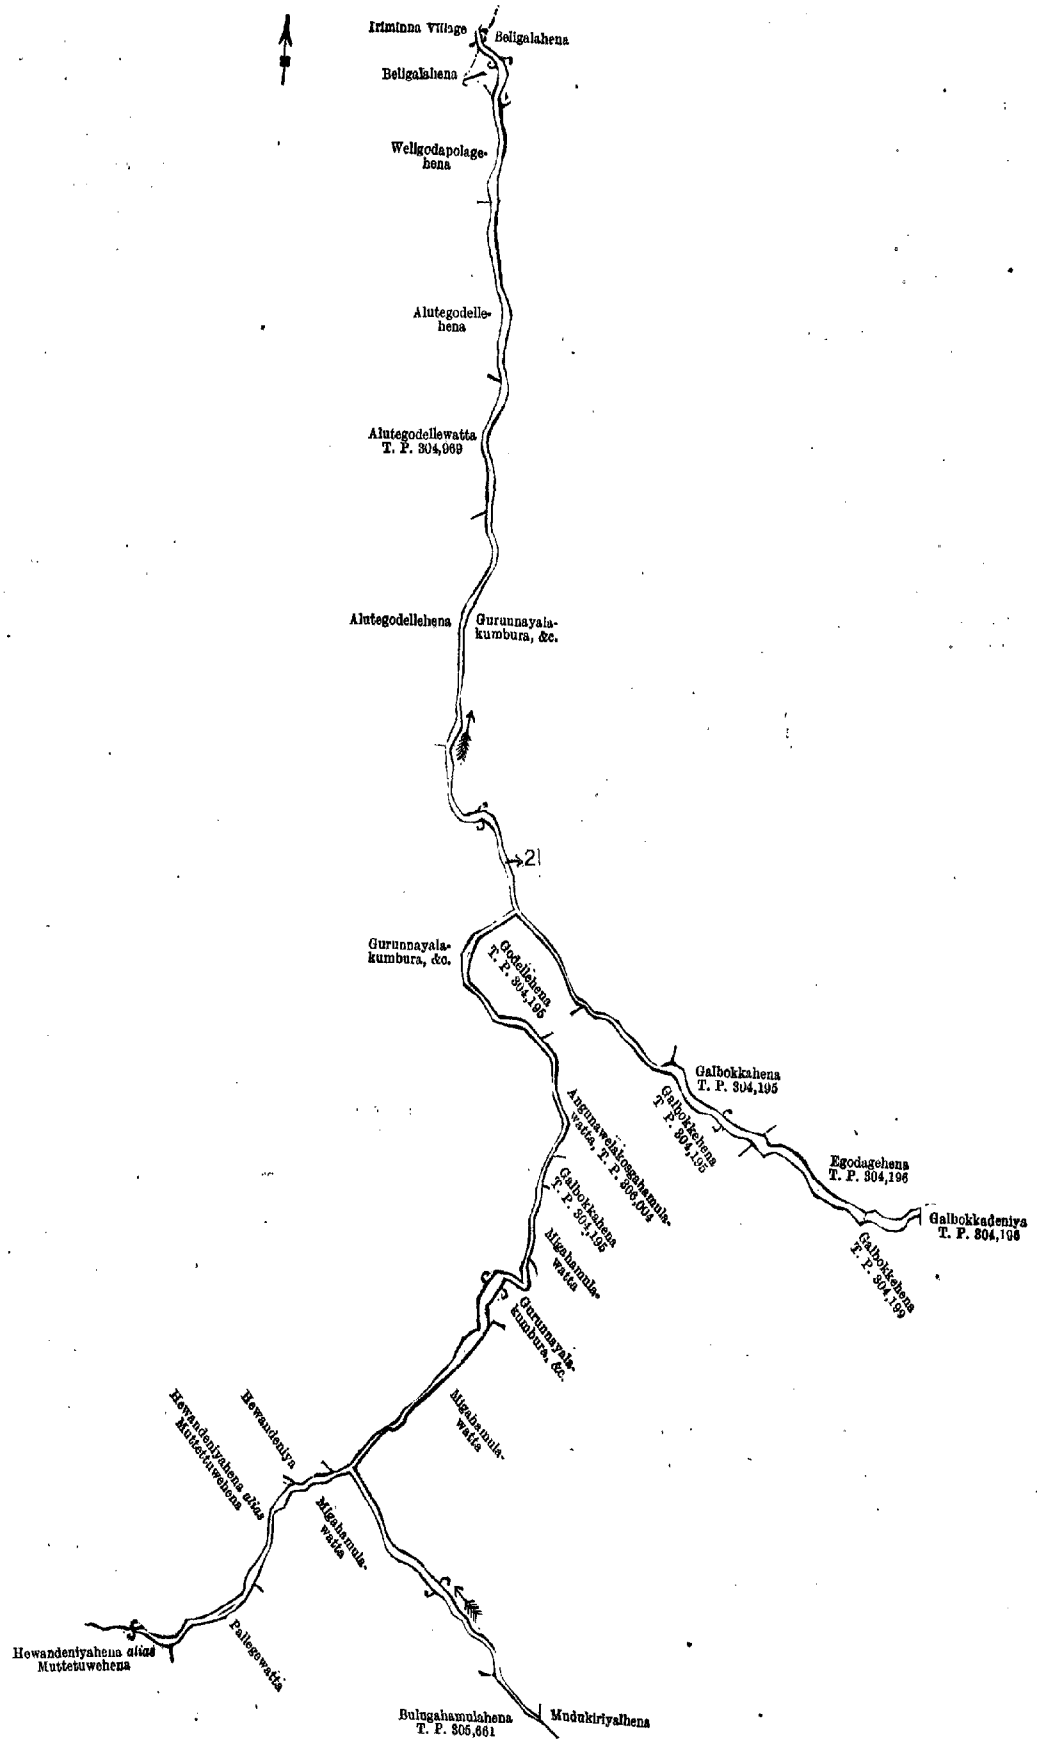 Iriminna Village
Beligalahena
Beligalahena
Weligodapolage-
hena
Alutegodelle-
hena
Alutegodellewatta
T. P. 304,969
Alutegodellehena
Gurunnayala-
kumbura, &c.
21
Gurunnayala-
kumbura, &c.
Godellehena
T. P. 304,195
Galbokkahena
T. P. 304,195
Galbokkehena
T. P. 304,195
Angunawelakosgahamula-
watta, T. P. 306,004
Egodagehena
T. P. 304,196
Galbokkahena
T. P. 304,195
Galbokkadeniya
T. P. 304,196
Galbokkehena
T. P. 304,199
Migahamula-
watta
Gurunnayala-
kumbura, &c.
Migahamula-
watta
Hewandeniya
Hewandeniyahena alias
Muttettuwehena
Migahamula-
watta
Pallegewatta
Hewandeniyahena alias
Muttetuwehena
Bulugahamulahena
T. P. 305,661
Mudukiriyalhena